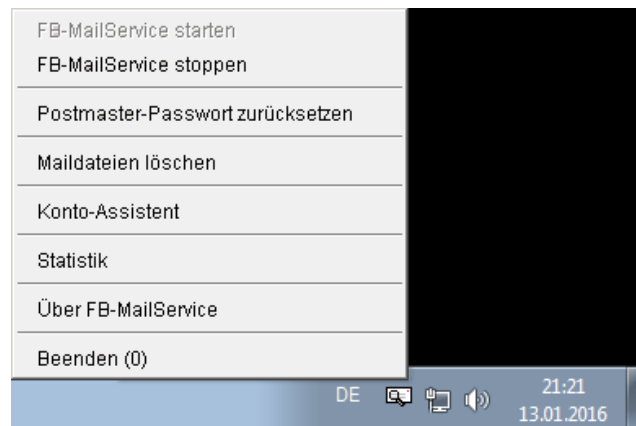 FB-MailService starten
FB-MailService stoppen
Postmaster-Passwort zurücksetzen
Maildateien löschen
Konto-Assistent
Statistik
Über FB-MailService
Beenden (0)
DE
21:21
13.01.2016